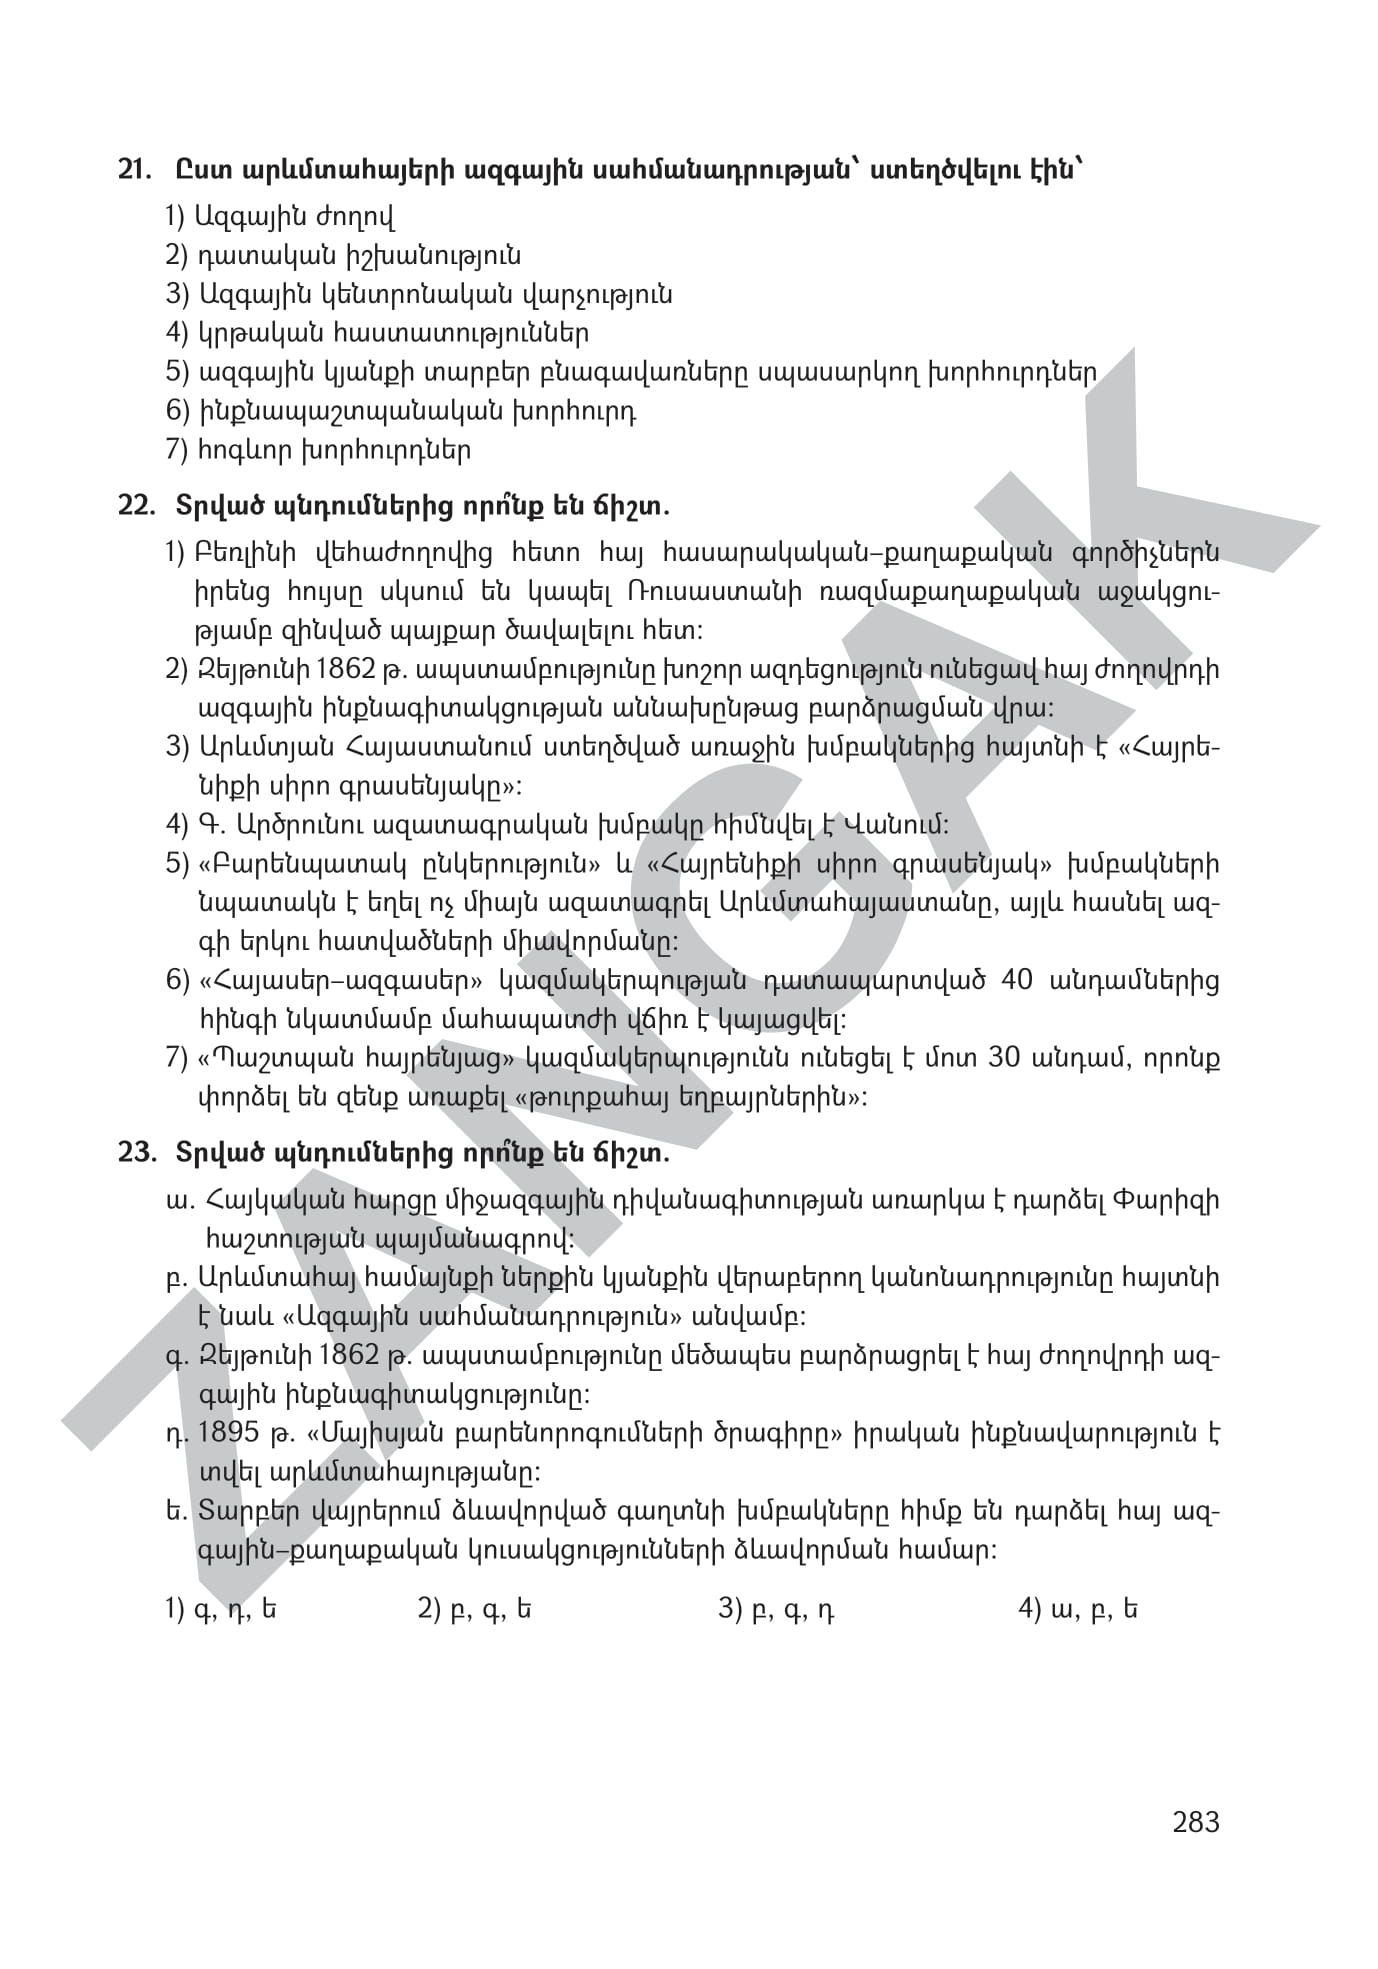 21. Ըստ արևմտահայերի ազգային սահմանադրության՝ ստեղծվելու էին՝
1) Ազգային ժողով
2) դատական իշխանություն
3) Ազգային կենտրոնական վարչություն
4) կրթական հաստատություններ
5) ազգային կյանքի տարբեր բնագավառները սպասարկող խորհուրդներ
6) ինքնապաշտպանական խորհուրդ
7) հոգևոր խորհուրդներ
22. Տրված պնդումներից որո՞նք են ճիշտ.
1) Բեռլինի վեհաժողովից հետո հայ հասարակական–քաղաքական գործիչներն
իրենց հույսը սկսում են կապել Ռուսաստանի ռազմաքաղաքական աջակցու-
թյամբ զինված պայքար ծավալելու հետ:
2) Զեյթունի 1862 թ. ապստամբությունը խոշոր ազդեցություն ունեցավ հայ ժողովրդի
ազգային ինքնագիտակցության աննախընթաց բարձրացման վրա:
3) Արևմտյան Հայաստանում ստեղծված առաջին խմբակներից հայտնի է «Հայրե-
նիքի սիրո գրասենյակը»:
4) Գ. Արծրունու ազատագրական խմբակը հիմնվել է Վանում:
5) «Բարենպատակ ընկերություն» և «Հայրենիքի սիրո գրասենյակ» խմբակների
նպատակն է եղել ոչ միայն ազատագրել Արևմտահայաստանը, այլև հասնել ազ-
գի երկու հատվածների միավորմանը:
6) «Հայասեր–ազգասեր» կազմակերպության դատապարտված 40 անդամներից
հինգի նկատմամբ մահապատժի վճիռ է կայացվել:
7) «Պաշտպան հայրենյաց» կազմակերպությունն ունեցել է մոտ 30 անդամ, որոնք
փորձել են զենք առաքել «թուրքահայ եղբայրներին»:
23. Տրված պնդումներից որո՞նք են ճիշտ.
ա. Հայկական հարցը միջազգային դիվանագիտության առարկա է դարձել Փարիզի
հաշտության պայմանագրով:
բ. Արևմտահայ համայնքի ներքին կյանքին վերաբերող կանոնադրությունը հայտնի
է նաև «Ազգային սահմանադրություն» անվամբ:
գ. Զեյթունի 1862 թ. ապստամբությունը մեծապես բարձրացրել է հայ ժողովրդի ազ-
գային ինքնագիտակցությունը:
դ. 1895 թ. «Մայիսյան բարենորոգումների ծրագիրը» իրական ինքնավարություն է
տվել արևմտահայությանը:
ե. Տարբեր վայրերում ձևավորված գաղտնի խմբակները հիմք են դարձել հայ ազ-
գային–քաղաքական կուսակցությունների ձևավորման համար:
1) գ, դ, ե 2) բ, գ, ե 3) բ, գ, դ 4) ա, բ, ե
283
ZANGAK